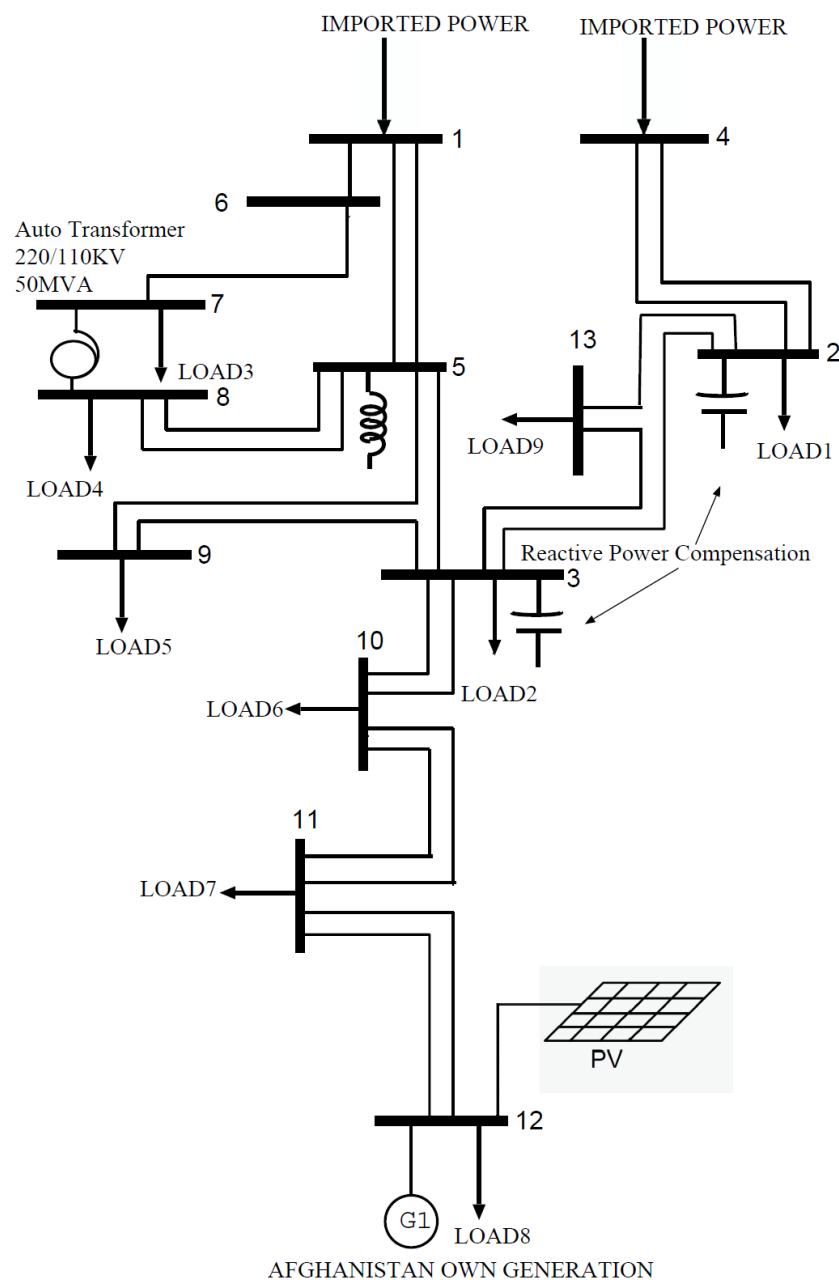 IMPORTED POWER
IMPORTED POWER
1
4
6
Auto Transformer
220/110KV
50MVA
7
13
2
LOAD3
5
8
LOAD9
LOAD1
LOAD4
9
Reactive Power Compensation
3
LOAD5
10
LOAD2
LOAD6
11
LOAD7
PV
12
G1
LOAD8
AFGHANISTAN OWN GENERATION